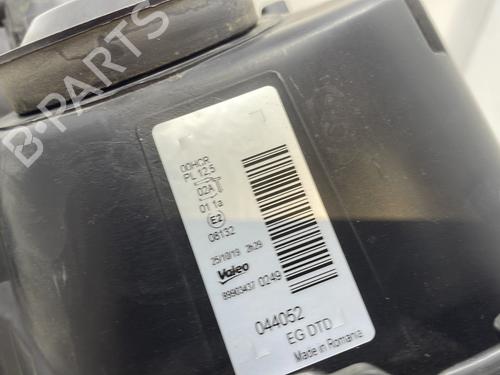 B-PARTS
00HCR
PL 12,5
02A
01 1a
E2
08132
25/10/19 2h29
Valeo
89903437 0249
044052
EG DTD
Made in Romania